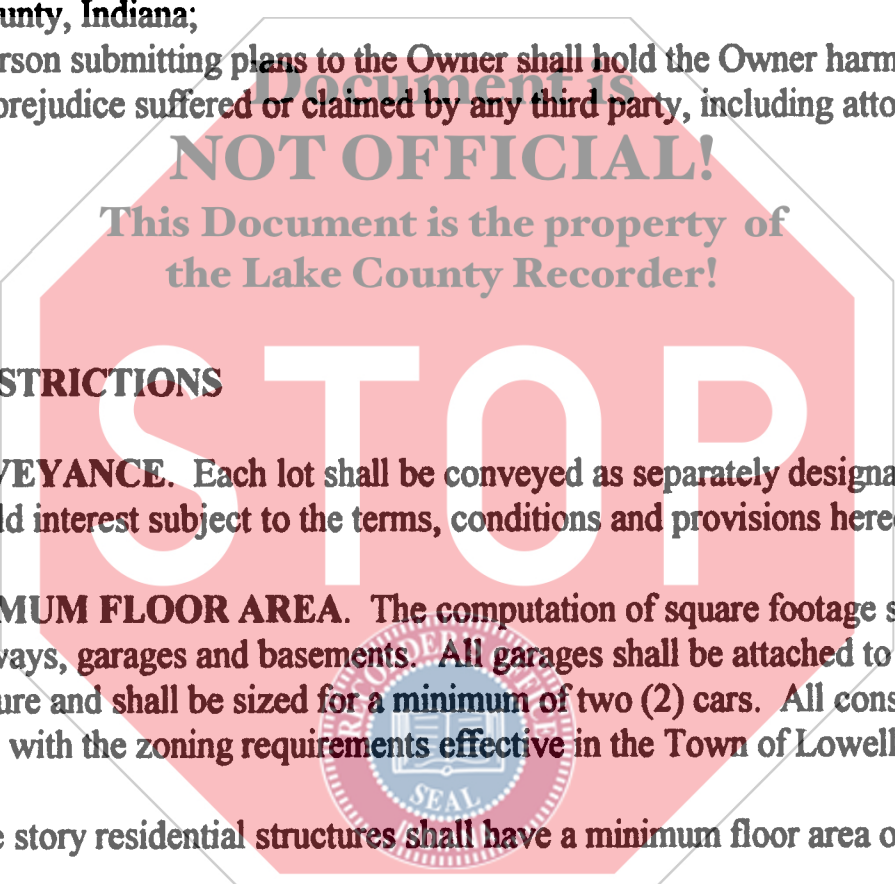 unty, Indiana;
rson submitting plans to the Owner shall hold the Owner harm
prejudice suffered or claimed by any third party, including atto
Document is
NOT OFFICIAL!
This Document is the property of
the Lake County Recorder!
STOP
STRICTIONS
VEYANCE. Each lot shall be conveyed as separately designa
ld interest subject to the terms, conditions and provisions here
MUM FLOOR AREA. The computation of square footage s
ways, garages and basements. All garages shall be attached to
ure and shall be sized for a minimum of two (2) cars. All cons
with the zoning requirements effective in the Town of Lowell
RECORDER'S OFFICE
SEAL
e story residential structures shall have a minimum floor area o